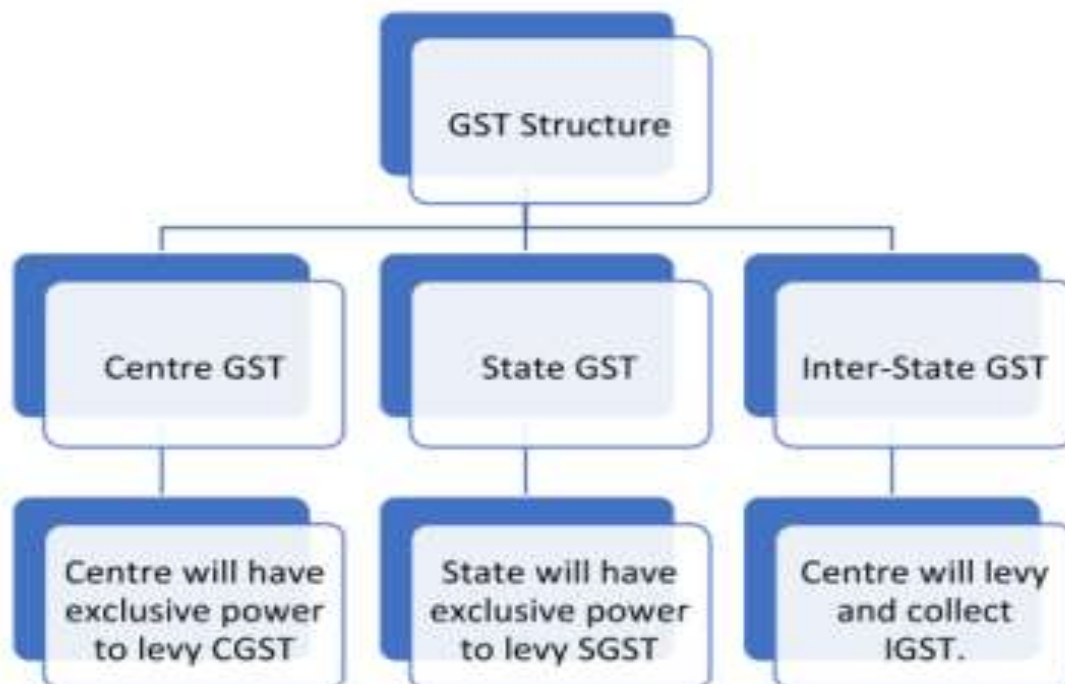 GST Structure
Centre GST
State GST
Inter-State GST
Centre will have
exclusive power
to levy CGST
State will have
exclusive power
to levy SGST
Centre will levy
and collect
IGST.